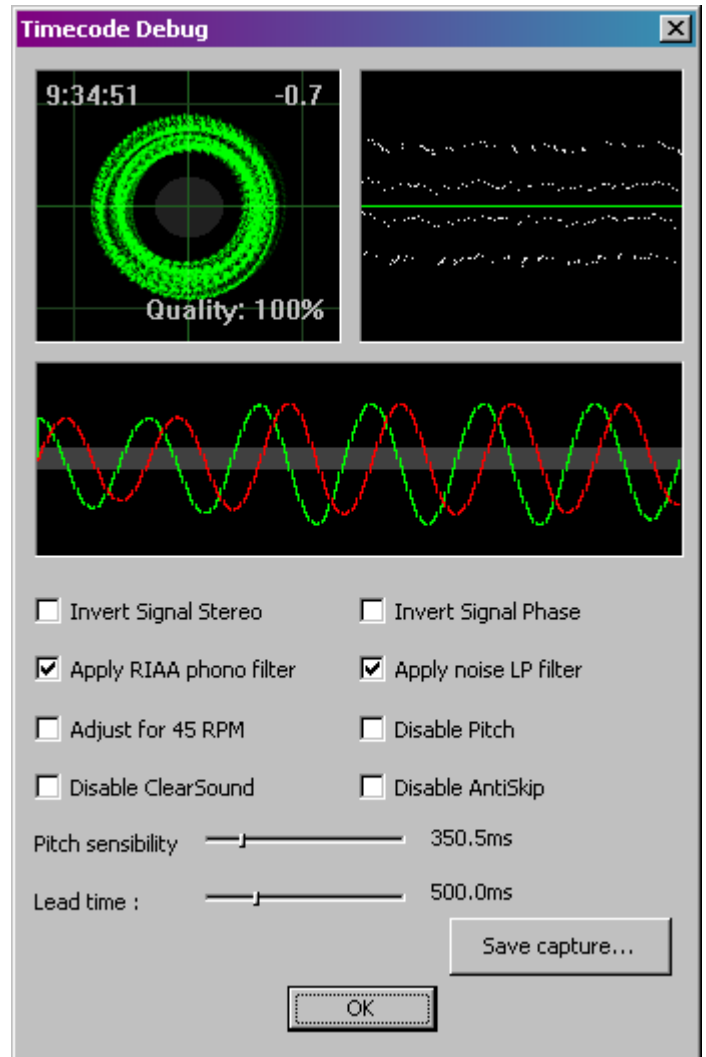 Timecode Debug
9:34:51 -0.7
Quality: 100%
Invert Signal Stereo Invert Signal Phase
Apply RIAA phono filter Apply noise LP filter
Adjust for 45 RPM Disable Pitch
Disable ClearSound Disable AntiSkip
Pitch sensibility 350.5ms
Lead time : 500.0ms
Save capture...
OK